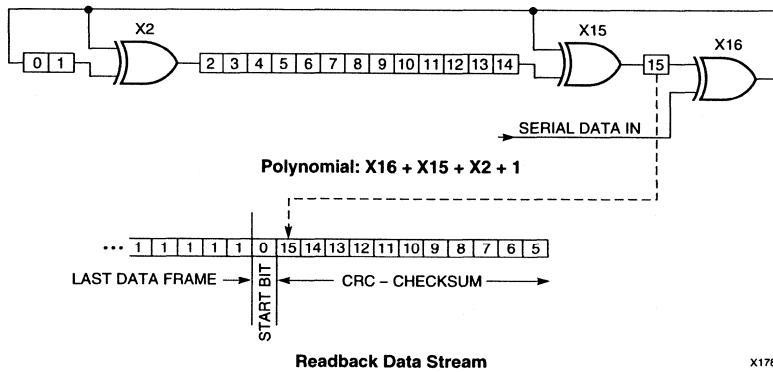 X2
X15
X16
0 1
2 3 4 5 6 7 8 9 10 11 12 13 14
15
SERIAL DATA IN
Polynomial: X16 + X15 + X2 + 1
••• 1 1 1 1 1 0 15 14 13 12 11 10 9 8 7 6 5
LAST DATA FRAME
START BIT
CRC – CHECKSUM
Readback Data Stream